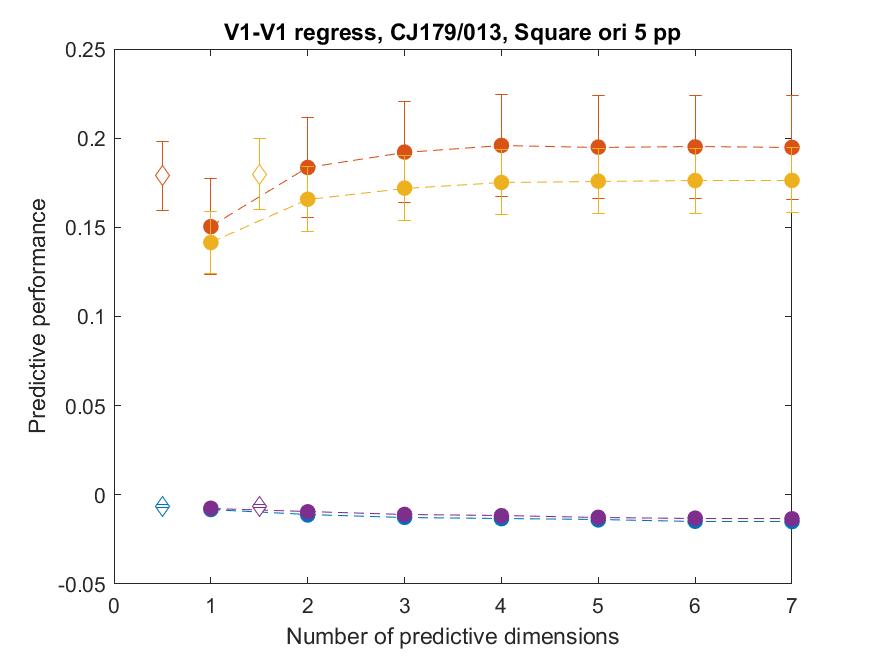 V1-V1 regress, CJ179/013, Square ori 5 pp
0.25
0.2
0.15
0.1
0.05
0
-0.05
Predictive performance
0 1 2 3 4 5 6 7
Number of predictive dimensions